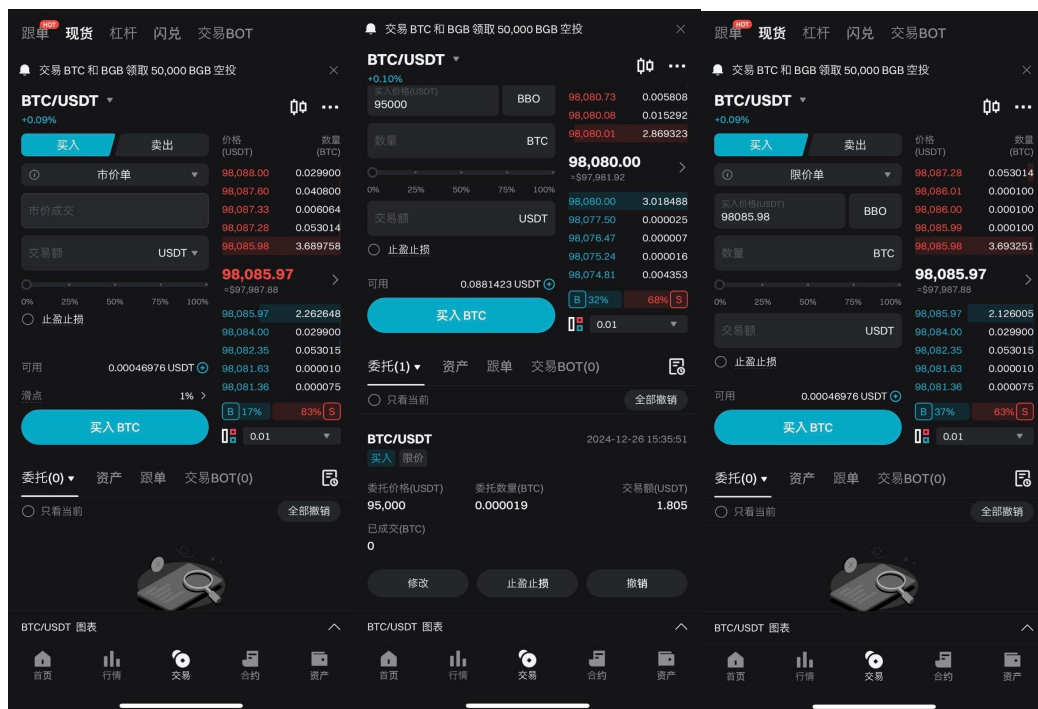 跟单 HOT 现货 杠杆 闪兑 交易BOT
交易 BTC 和 BGB 领取 50,000 BGB 空投
BTC/USDT
+0.09%
买入 卖出
市价单
市价成交
交易额 USDT
0% 25% 50% 75% 100%
止盈止损
可用 0.00046976 USDT
滑点 1%
买入 BTC
价格 数量
(USDT) (BTC)
98,088.00 0.029900
98,087.60 0.040800
98,087.33 0.006064
98,087.28 0.053014
98,085.98 3.689758
98,085.97
≈$97,987.88
98,085.97 2.262648
98,084.00 0.029900
98,082.35 0.053015
98,081.63 0.000010
98,081.36 0.000075
B 17% 83% S
0.01
委托(0) 资产 跟单 交易BOT(0)
只看当前 全部撤销
BTC/USDT 图表
首页 行情 交易 合约 资产
交易 BTC 和 BGB 领取 50,000 BGB 空投
BTC/USDT
+0.10%
买入价格(USDT)
95000 BBO
数量 BTC
0% 25% 50% 75% 100%
交易额 USDT
止盈止损
可用 0.0881423 USDT
买入 BTC
98,080.73 0.005808
98,080.08 0.015292
98,080.01 2.869323
98,080.00
≈$97,981.92
98,080.00 3.018488
98,077.50 0.000025
98,076.47 0.000007
98,075.24 0.000016
98,074.81 0.004353
B 32% 68% S
0.01
委托(1) 资产 跟单 交易BOT(0)
只看当前 全部撤销
BTC/USDT 2024-12-26 15:35:51
买入 限价
委托价格(USDT) 委托数量(BTC) 交易额(USDT)
95,000 0.000019 1.805
已成交(BTC)
0
修改 止盈止损 撤销
BTC/USDT 图表
首页 行情 交易 合约 资产
跟单 HOT 现货 杠杆 闪兑 交易BOT
交易 BTC 和 BGB 领取 50,000 BGB 空投
BTC/USDT
+0.09%
买入 卖出
限价单
买入价格(USDT)
98085.98 BBO
数量 BTC
0% 25% 50% 75% 100%
交易额 USDT
止盈止损
可用 0.00046976 USDT
买入 BTC
价格 数量
(USDT) (BTC)
98,087.28 0.053014
98,086.01 0.000100
98,086.00 0.000100
98,085.99 0.000100
98,085.98 3.693251
98,085.97
≈$97,987.88
98,085.97 2.126005
98,084.00 0.029900
98,082.35 0.053015
98,081.63 0.000010
98,081.36 0.000075
B 37% 63% S
0.01
委托(0) 资产 跟单 交易BOT(0)
只看当前 全部撤销
BTC/USDT 图表
首页 行情 交易 合约 资产